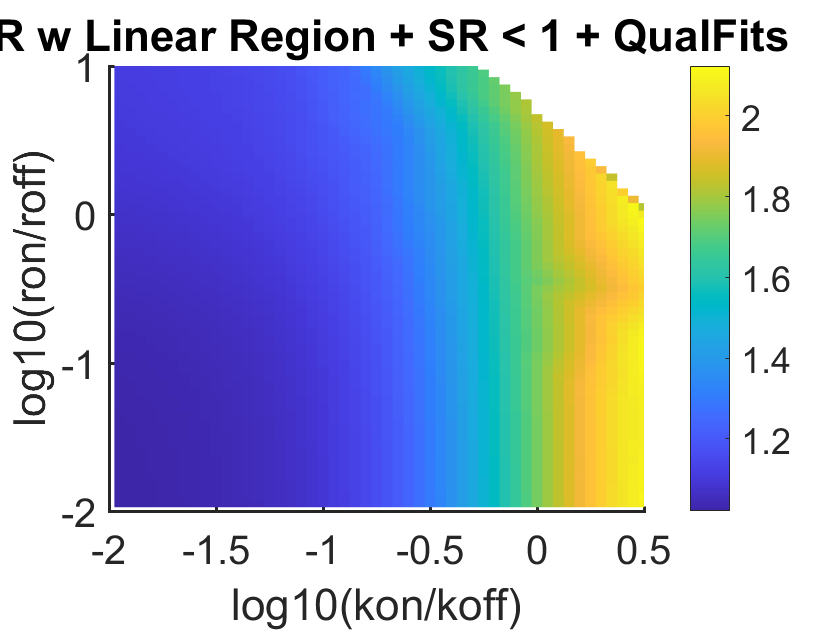 R w Linear Region + SR < 1 + QualFits
1
0
-1
-2
log10(ron/roff)
-2 -1.5 -1 -0.5 0 0.5
log10(kon/koff)
2
1.8
1.6
1.4
1.2